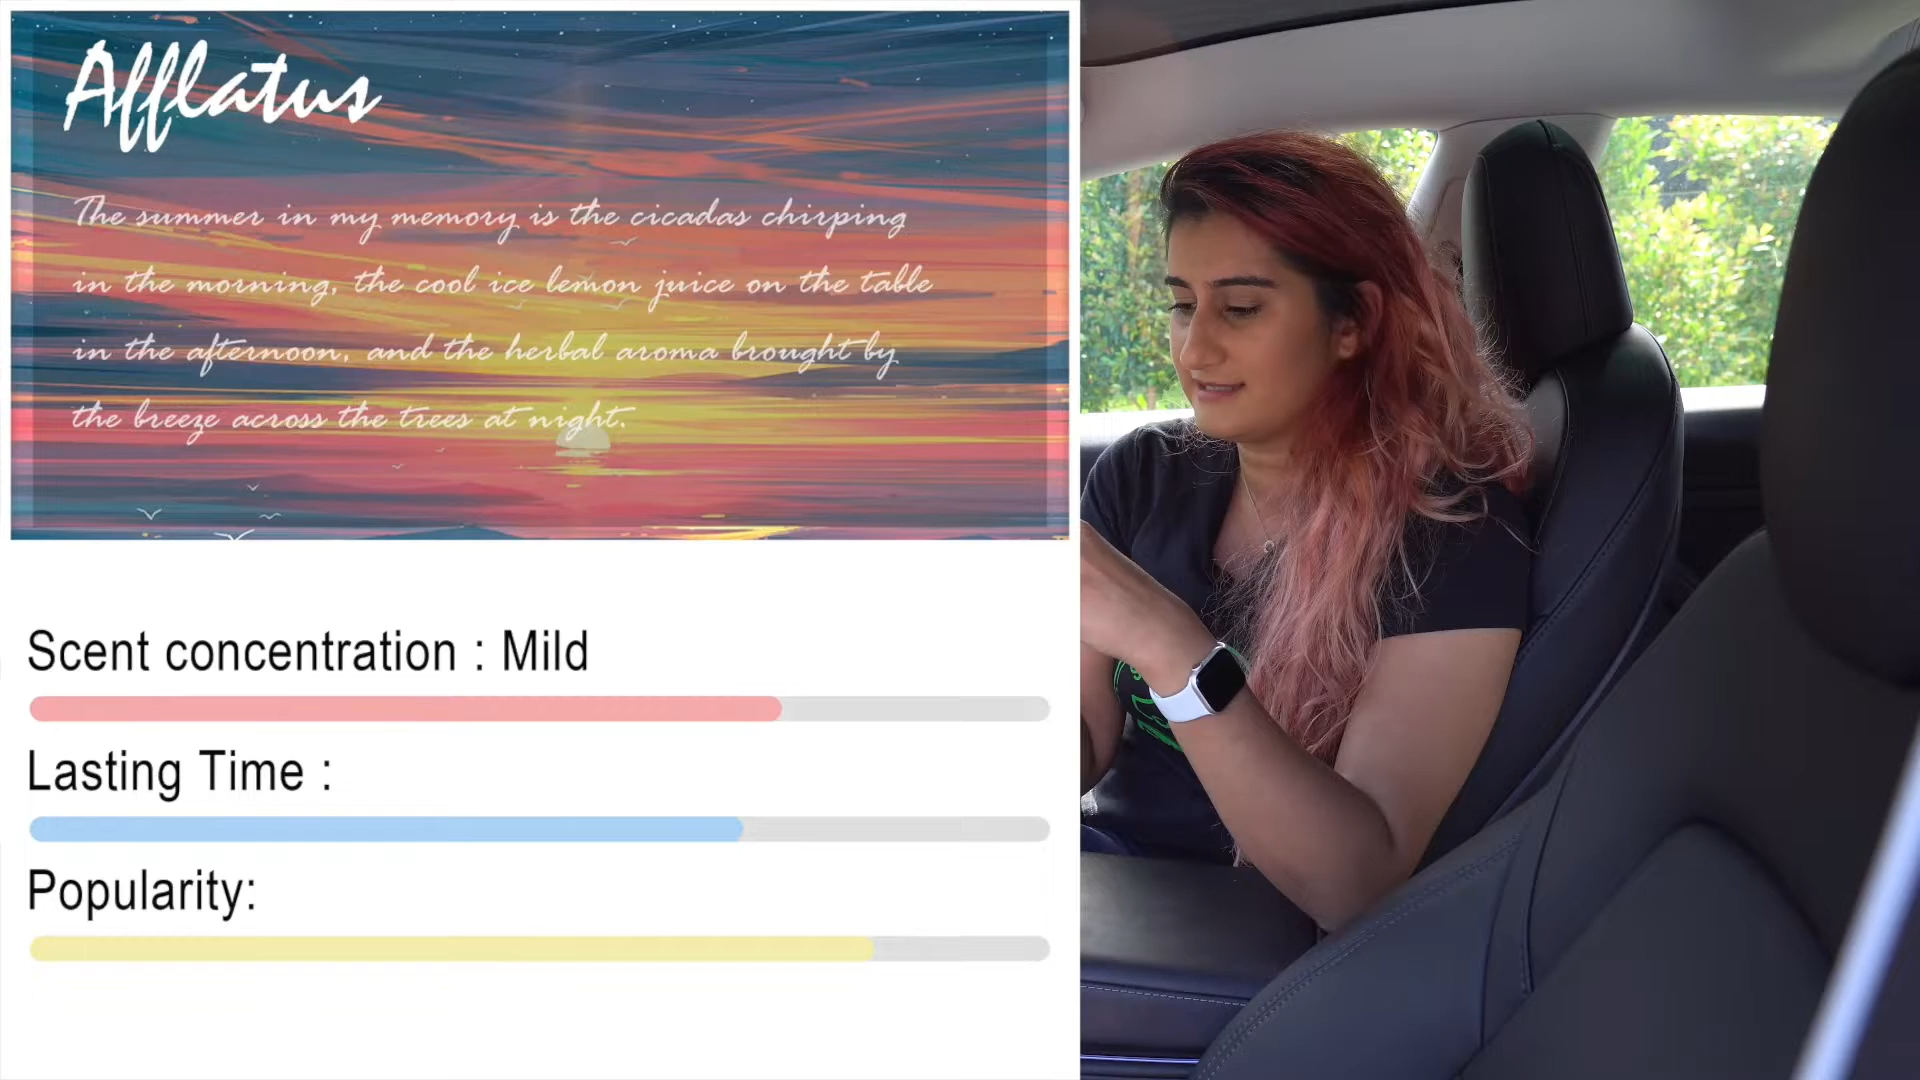 Afflatus
The summer in my memory is the cicadas chirping
in the morning, the cool ice lemon juice on the table
in the afternoon, and the herbal aroma brought by
the breeze across the trees at night.
Scent concentration : Mild
Lasting Time :
Popularity: